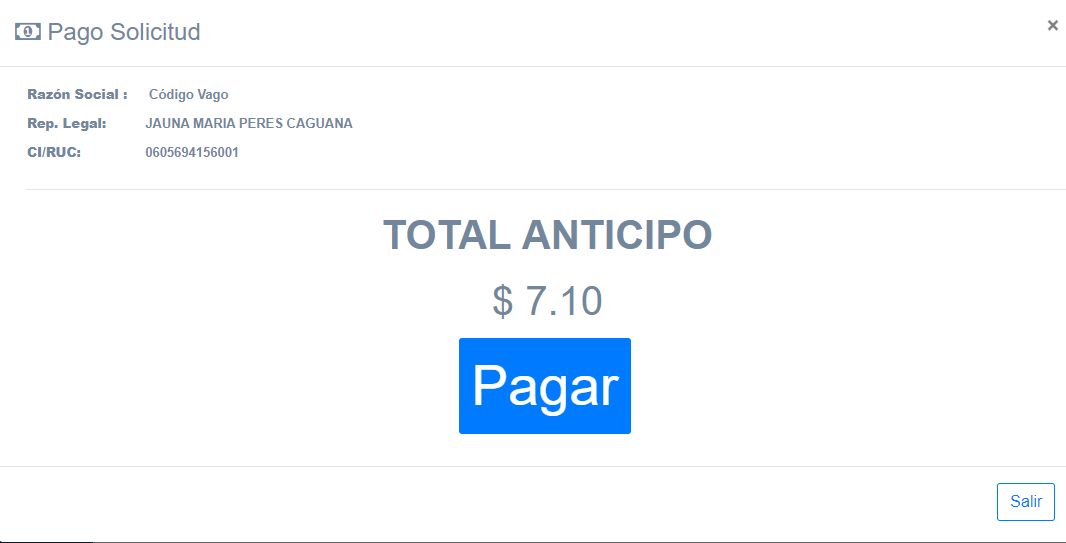 Pago Solicitud
×
Razón Social : Código Vago
Rep. Legal: JAUNA MARIA PERES CAGUANA
CI/RUC: 0605694156001
TOTAL ANTICIPO
$ 7.10
Pagar
Salir